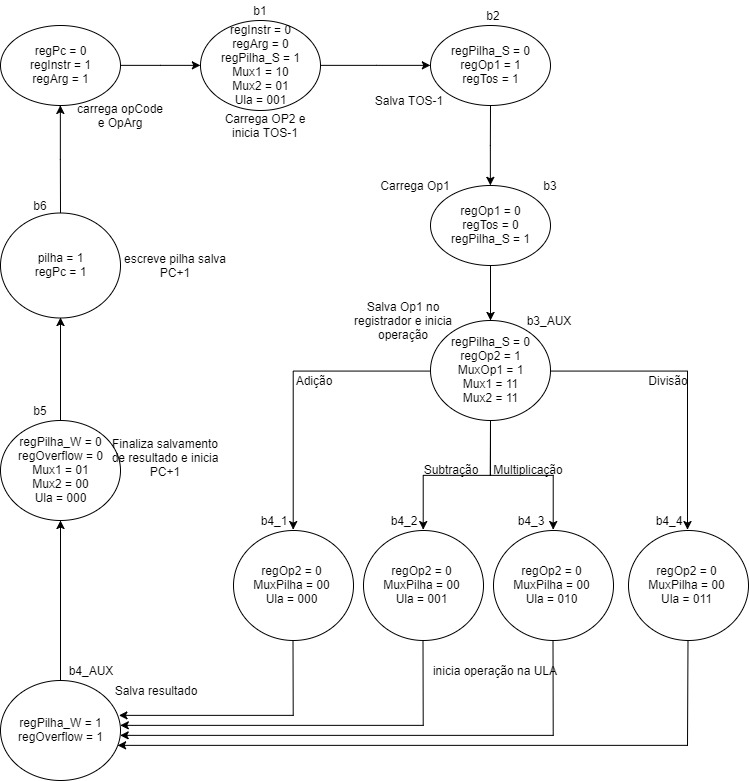 b1
b2
regPc = 0
regInstr = 1
regArg = 1
carrega opCode
e OpArg
regInstr = 0
regArg = 0
regPilha_S = 1
Mux1 = 10
Mux2 = 01
Ula = 001
Carrega OP2 e
inicia TOS-1
regPilha_S = 0
regOp1 = 1
regTos = 1
Salva TOS-1
Carrega Op1
b3
regOp1 = 0
regTos = 0
regPilha_S = 1
b6
pilha = 1
regPc = 1
escreve pilha salva
PC+1
Salva Op1 no
registrador e inicia
operação
b3_AUX
regPilha_S = 0
regOp2 = 1
MuxOp1 = 1
Mux1 = 11
Mux2 = 11
Adição
Divisão
Subtração
Multiplicação
b5
regPilha_W = 0
regOverflow = 0
Mux1 = 01
Mux2 = 00
Ula = 000
Finaliza salvamento
de resultado e inicia
PC+1
b4_1
b4_2
b4_3
b4_4
regOp2 = 0
MuxPilha = 00
Ula = 000
regOp2 = 0
MuxPilha = 00
Ula = 001
regOp2 = 0
MuxPilha = 00
Ula = 010
regOp2 = 0
MuxPilha = 00
Ula = 011
inicia operação na ULA
b4_AUX
Salva resultado
regPilha_W = 1
regOverflow = 1